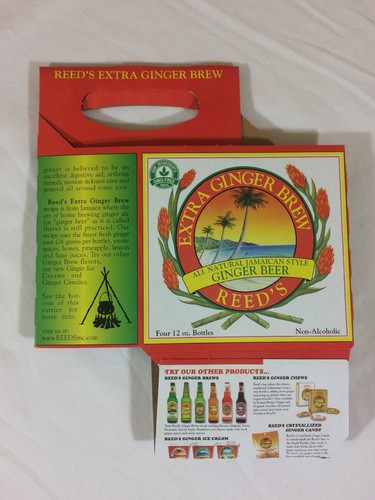 REED'S EXTRA GINGER BREW
ginger is believed to be an
excellent digestive aid, arthritis
remedy, motion sickness cure and
general all around tonic root.
Reed's Extra Ginger Brew
recipe is from Jamaica where the
art of home brewing ginger ale
(or "ginger beer" as it is called
there) is still practiced. Our
recipe uses the finest fresh ginger
root (26 grams per bottle), exotic
spices, honey, pineapple, lemon
and lime juices. Try our other
Ginger Brew flavors,
our new Ginger Ice
Creams and
Ginger Candies.
See the bot-
tom of this
carrier for
more info.
visit us at:
www.REEDSinc.com
EXTRA GINGER BREW
ALL NATURAL JAMAICAN STYLE
GINGER BEER
REED'S
Four 12 oz. Bottles
Non-Alcoholic
TRY OUR OTHER PRODUCTS...
REED'S GINGER BREWS
REED'S GINGER CHEWS
REED'S CRYSTALLIZED
GINGER CANDY
REED'S GINGER ICE CREAM